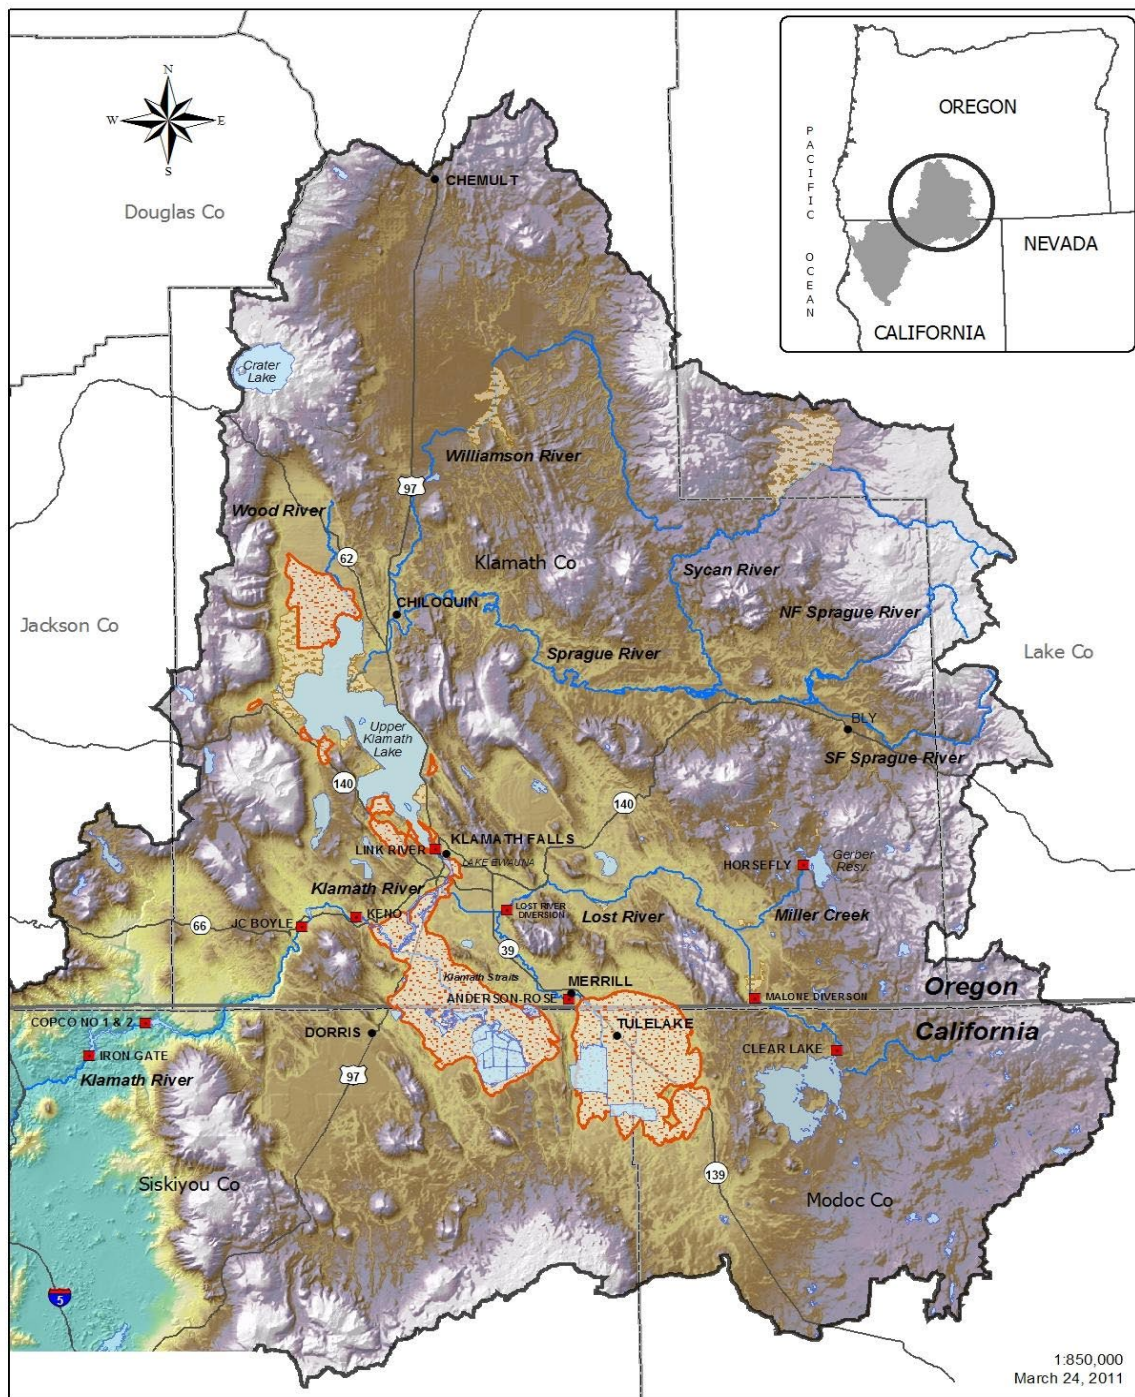 N
W
E
S
OREGON
PACIFIC OCEAN
NEVADA
CALIFORNIA
CHEMULT
Douglas Co
Crater
Lake
Williamson River
97
Wood River
62
Klamath Co
Sycan River
NF Sprague River
CHILOQUIN
Jackson Co
Sprague River
Lake Co
Upper
Klamath
Lake
BLY
SF Sprague River
140
140
KLAMATH FALLS
LINK RIVER
LAKE EWAUNA
HORSEFLY
Gerber
Resv.
Klamath River
KENO
LOST RIVER
DIVERSION
Lost River
Miller Creek
66
JC BOYLE
39
Klamath Straits
MERRILL
ANDERSON-ROSE
MALONE DIVERSON
Oregon
COPCO NO 1 & 2
DORRIS
TULELAKE
California
IRON GATE
CLEAR LAKE
Klamath River
97
139
Siskiyou Co
Modoc Co
5
1:850,000
March 24, 2011